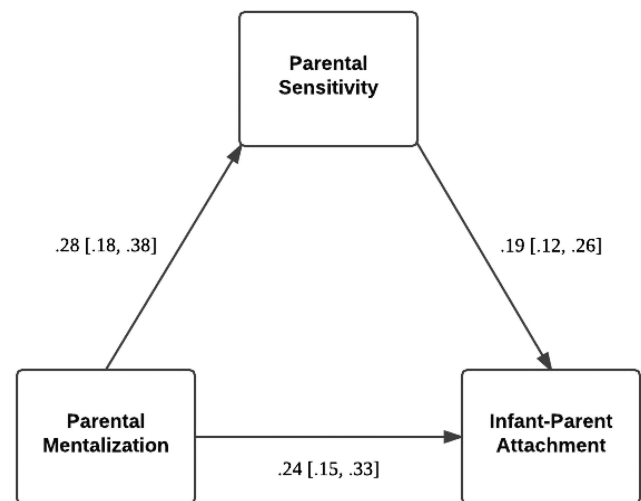 Parental
Sensitivity
.28 [.18, .38]
.19 [.12, .26]
Parental
Mentalization
Infant-Parent
Attachment
.24 [.15, .33]